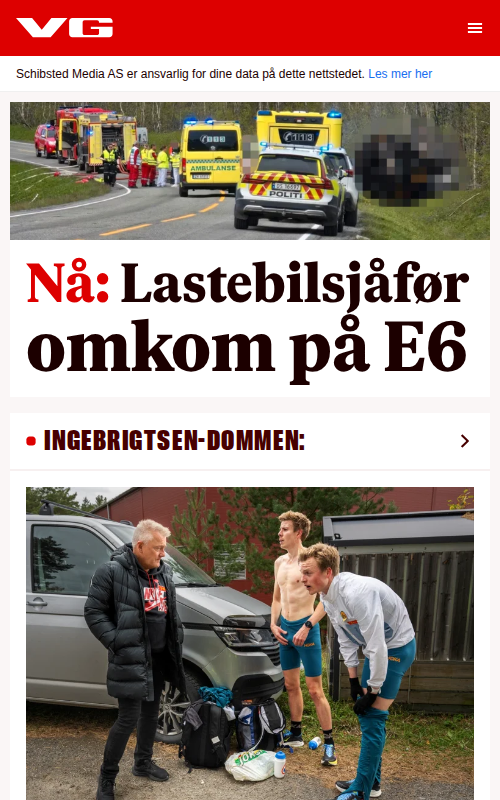 VG
Schibsted Media AS er ansvarlig for dine data på dette nettstedet. Les mer her
113
113
AMBULANSE
POLITI
Nå: Lastebilsjåfør
omkom på E6
INGEBRIGTSEN-DOMMEN: